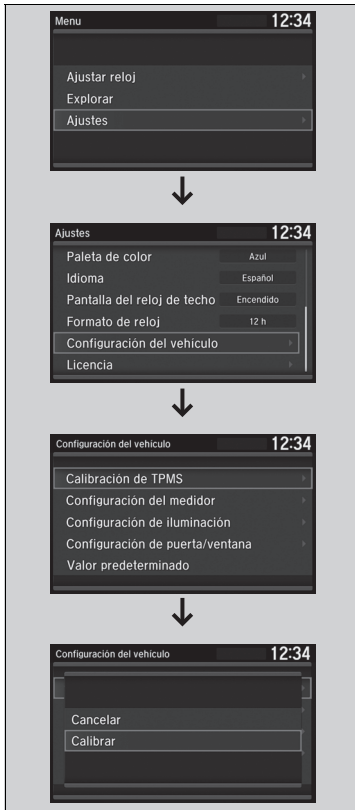 Menu 12:34
Ajustar reloj
Explorar
Ajustes
Ajustes 12:34
Paleta de color Azul
Idioma Español
Pantalla del reloj de techo Encendido
Formato de reloj 12 h
Configuración del vehículo
Licencia
Configuración del vehículo 12:34
Calibración de TPMS
Configuración del medidor
Configuración de iluminación
Configuración de puerta/ventana
Valor predeterminado
Configuración del vehículo 12:34
Cancelar
Calibrar